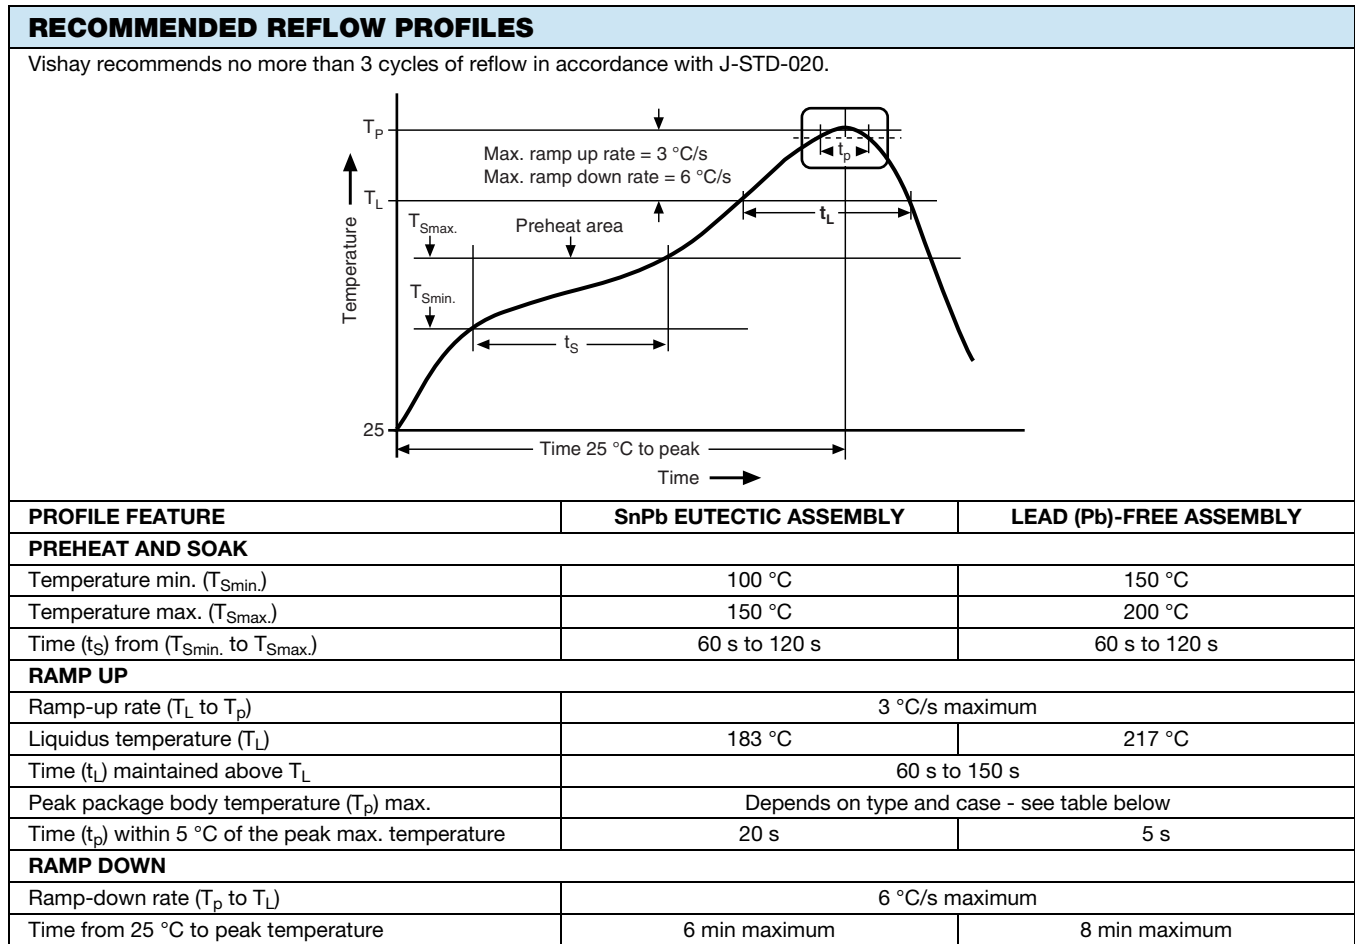 RECOMMENDED REFLOW PROFILES
Vishay recommends no more than 3 cycles of reflow in accordance with J-STD-020.
TP
Max. ramp up rate = 3 °C/s
Max. ramp down rate = 6 °C/s
tp
TL
tL
TSmax.
Preheat area
TSmin.
tS
Temperature
25
Time 25 °C to peak
Time
PROFILE FEATURE SnPb EUTECTIC ASSEMBLY LEAD (Pb)-FREE ASSEMBLY
PREHEAT AND SOAK
Temperature min. (TSmin.) 100 °C 150 °C
Temperature max. (TSmax.) 150 °C 200 °C
Time (tS) from (TSmin. to TSmax.) 60 s to 120 s 60 s to 120 s
RAMP UP
Ramp-up rate (TL to Tp) 3 °C/s maximum
Liquidus temperature (TL) 183 °C 217 °C
Time (tL) maintained above TL 60 s to 150 s
Peak package body temperature (Tp) max. Depends on type and case - see table below
Time (tp) within 5 °C of the peak max. temperature 20 s 5 s
RAMP DOWN
Ramp-down rate (Tp to TL) 6 °C/s maximum
Time from 25 °C to peak temperature 6 min maximum 8 min maximum